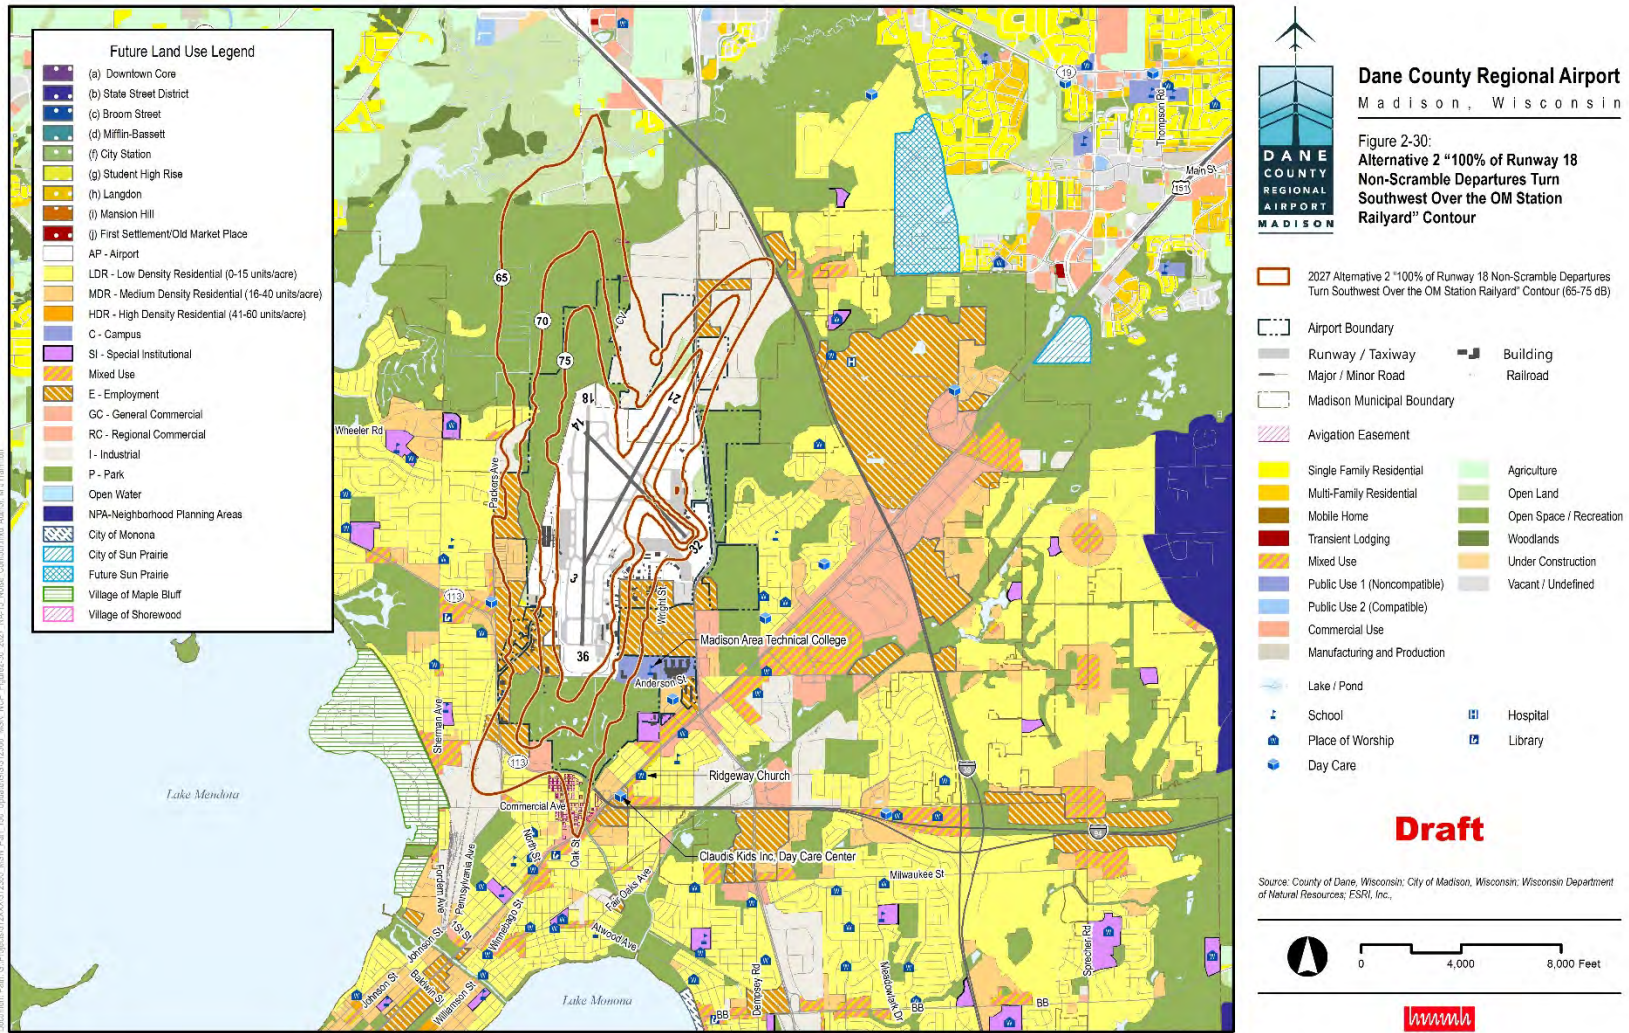 Future Land Use Legend
(a) Downtown Core
(b) State Street District
(c) Broom Street
(d) Mifflin-Bassett
(f) City Station
(g) Student High Rise
(h) Langdon
(i) Mansion Hill
(j) First Settlement/Old Market Place
AP - Airport
LDR - Low Density Residential (0-15 units/acre)
MDR - Medium Density Residential (16-40 units/acre)
HDR - High Density Residential (41-60 units/acre)
C - Campus
SI - Special Institutional
Mixed Use
E - Employment
GC - General Commercial
RC - Regional Commercial
I - Industrial
P - Park
Open Water
NPA-Neighborhood Planning Areas
City of Monona
City of Sun Prairie
Future Sun Prairie
Village of Maple Bluff
Village of Shorewood
19
Thompson Rd
Main St
151
65
70
75
CV
18
21
14
Wheeler Rd
Packers Ave
32
3
113
Wright St
36
Madison Area Technical College
Anderson St
Sherman Ave
113
Ridgeway Church
Lake Mendota
Commercial Ave
North St
Oak St
Claudis Kids Inc, Day Care Center
94
Milwaukee St
Fordem Ave
Pennsylvania Ave
Fair Oaks Ave
Winnebago St
1St St
Johnson St
Atwood Ave
Johnson St
Baldwin St
Williamson St
Lake Monona
Dempsey Rd
Meadowlark Dr
Sprecher Rd
BB
BB
BB
DANE
COUNTY
REGIONAL
AIRPORT
MADISON
Dane County Regional Airport
Madison, Wisconsin
Figure 2-30:
Alternative 2 “100% of Runway 18
Non-Scramble Departures Turn
Southwest Over the OM Station
Railyard” Contour
2027 Alternative 2 “100% of Runway 18 Non-Scramble Departures
Turn Southwest Over the OM Station Railyard” Contour (65-75 dB)
Airport Boundary
Runway / Taxiway
Building
Major / Minor Road
Railroad
Madison Municipal Boundary
Avigation Easement
Single Family Residential
Agriculture
Multi-Family Residential
Open Land
Mobile Home
Open Space / Recreation
Transient Lodging
Woodlands
Mixed Use
Under Construction
Public Use 1 (Noncompatible)
Vacant / Undefined
Public Use 2 (Compatible)
Commercial Use
Manufacturing and Production
Lake / Pond
School
Hospital
Place of Worship
Library
Day Care
Draft
Source: County of Dane, Wisconsin; City of Madison, Wisconsin; Wisconsin Department
of Natural Resources; ESRI, Inc.,
0 4,000 8,000 Feet
hmmh